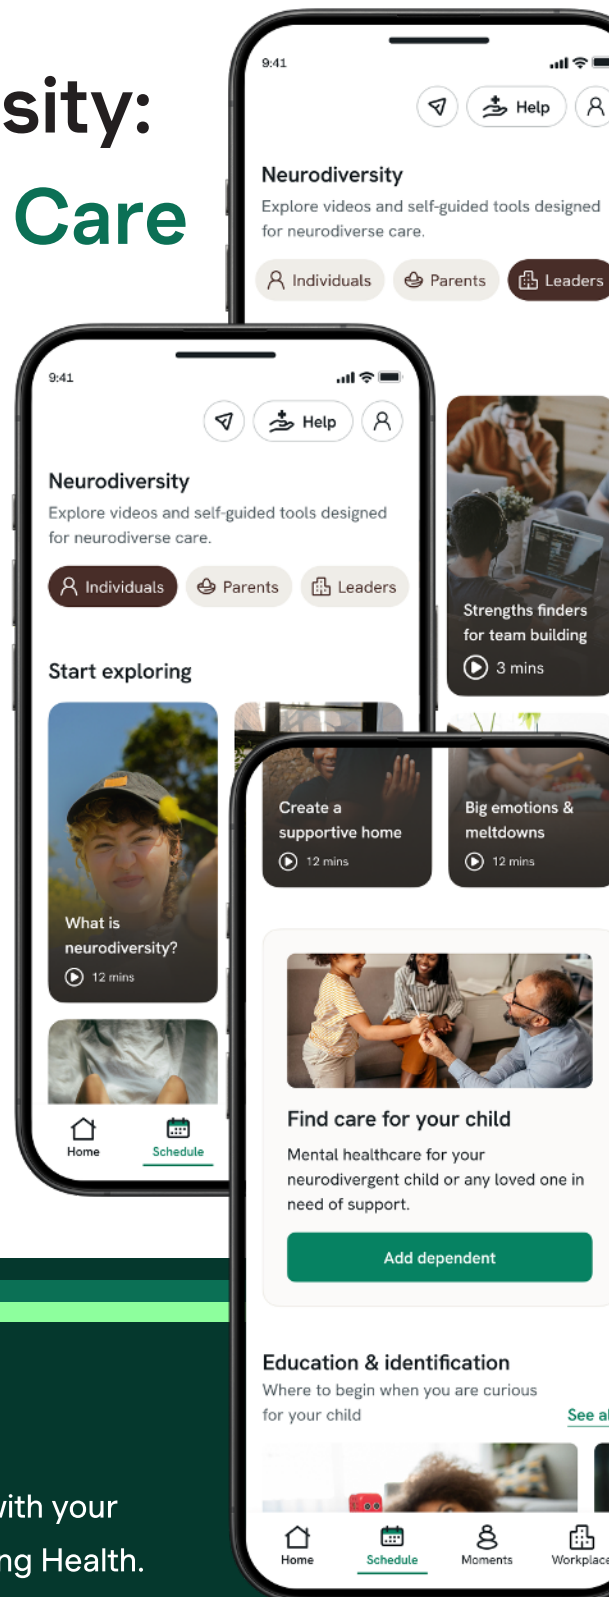 sity:
Care
9:41
Help
Neurodiversity
Explore videos and self-guided tools designed
for neurodiverse care.
Individuals
Parents
Leaders
Strengths finders
for team building
3 mins
9:41
Help
Neurodiversity
Explore videos and self-guided tools designed
for neurodiverse care.
Individuals
Parents
Leaders
Start exploring
What is
neurodiversity?
12 mins
Home
Schedule
Create a
supportive home
12 mins
Big emotions &
meltdowns
12 mins
Find care for your child
Mental healthcare for your
neurodivergent child or any loved one in
need of support.
Add dependent
Education & identification
Where to begin when you are curious
for your child
See al
Home
Schedule
Moments
Workplace
with your
ng Health.